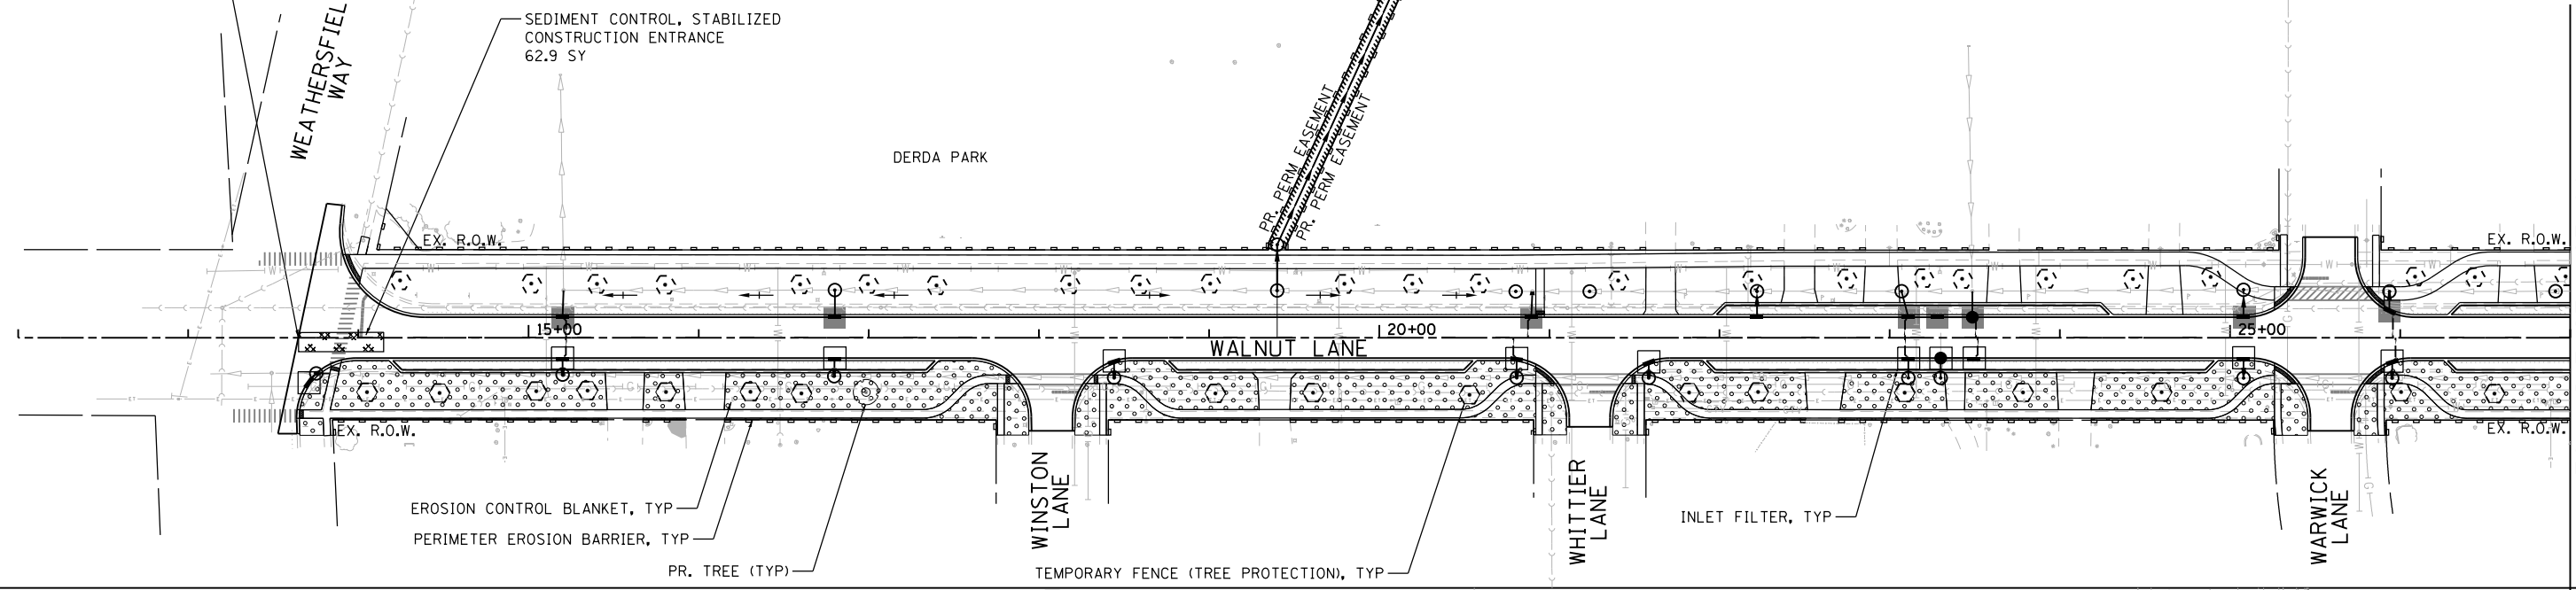 SEDIMENT CONTROL, STABILIZED
CONSTRUCTION ENTRANCE
62.9 SY
WEATHERSFIEL
WAY
DERDA PARK
PR. PERM EASEMENT
PR. PERM EASEMENT
EX. R.O.W.
EX. R.O.W.
15+00
20+00
25+00
WALNUT LANE
EX. R.O.W.
EX. R.O.W.
EROSION CONTROL BLANKET, TYP
PERIMETER EROSION BARRIER, TYP
PR. TREE (TYP)
WINSTON
LANE
TEMPORARY FENCE (TREE PROTECTION), TYP
WHITTIER
LANE
INLET FILTER, TYP
WARWICK
LANE